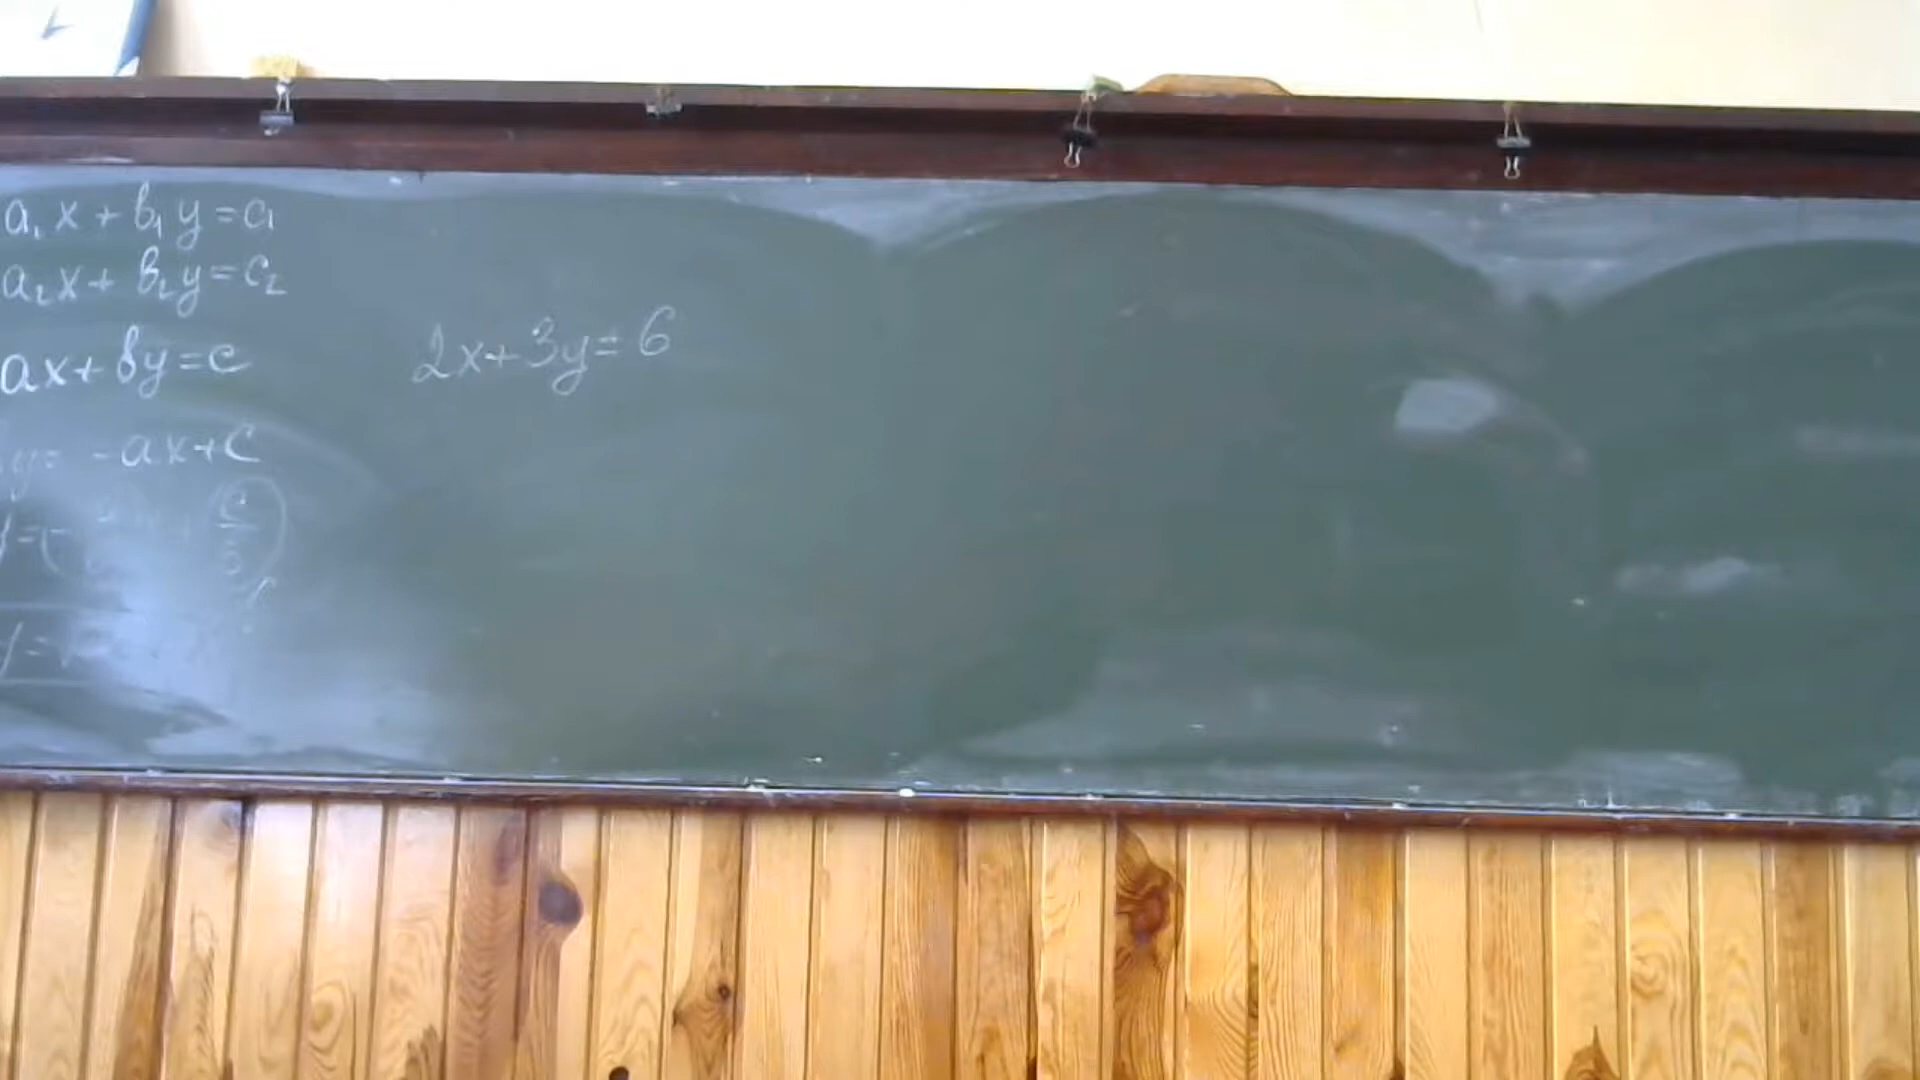 a₁x + b₁y = c₁
a₂x + b₂y = c₂
ax + by = c
y = -ax + c
2x + 3y = 6